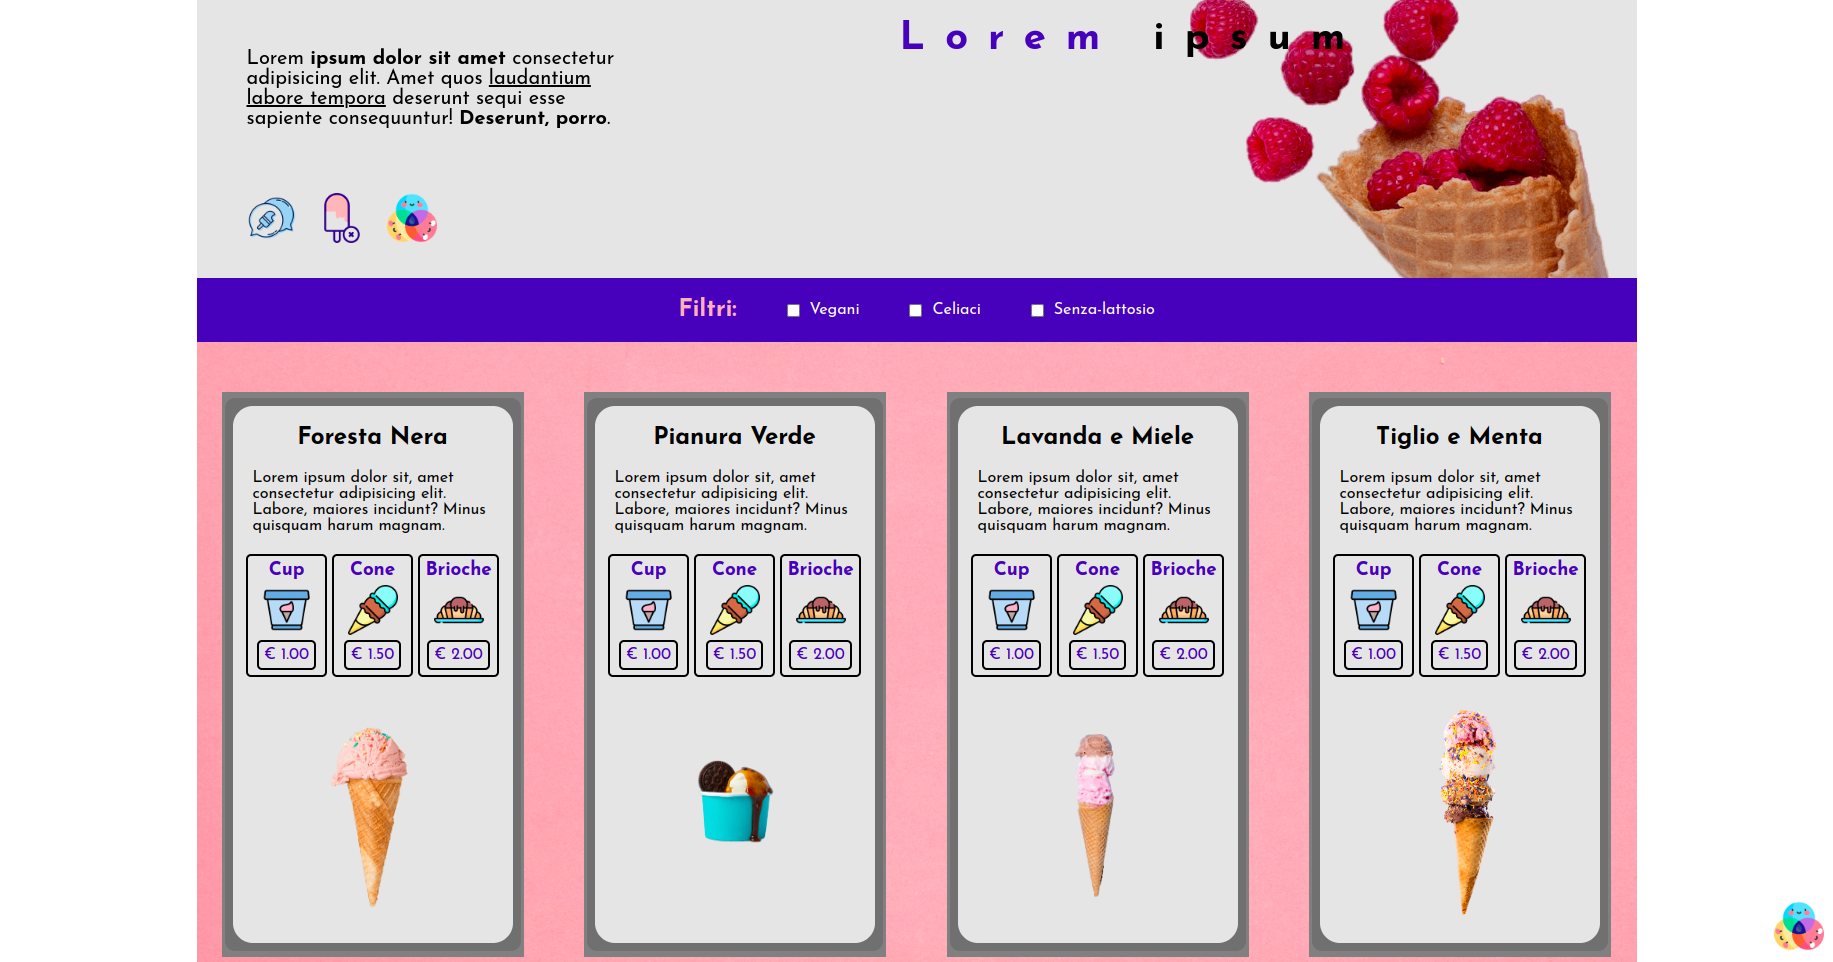 Lorem ipsum
Lorem ipsum dolor sit amet consectetur
adipisicing elit. Amet quos laudantium
labore tempora deserunt sequi esse
sapiente consequuntur! Deserunt, porro.
Filtri: Vegani Celiaci Senza-lattosio
Foresta Nera
Lorem ipsum dolor sit, amet
consectetur adipisicing elit.
Labore, maiores incidunt? Minus
quisquam harum magnam.
Cup Cone Brioche
€ 1.00 € 1.50 € 2.00
Pianura Verde
Lorem ipsum dolor sit, amet
consectetur adipisicing elit.
Labore, maiores incidunt? Minus
quisquam harum magnam.
Cup Cone Brioche
€ 1.00 € 1.50 € 2.00
Lavanda e Miele
Lorem ipsum dolor sit, amet
consectetur adipisicing elit.
Labore, maiores incidunt? Minus
quisquam harum magnam.
Cup Cone Brioche
€ 1.00 € 1.50 € 2.00
Tiglio e Menta
Lorem ipsum dolor sit, amet
consectetur adipisicing elit.
Labore, maiores incidunt? Minus
quisquam harum magnam.
Cup Cone Brioche
€ 1.00 € 1.50 € 2.00